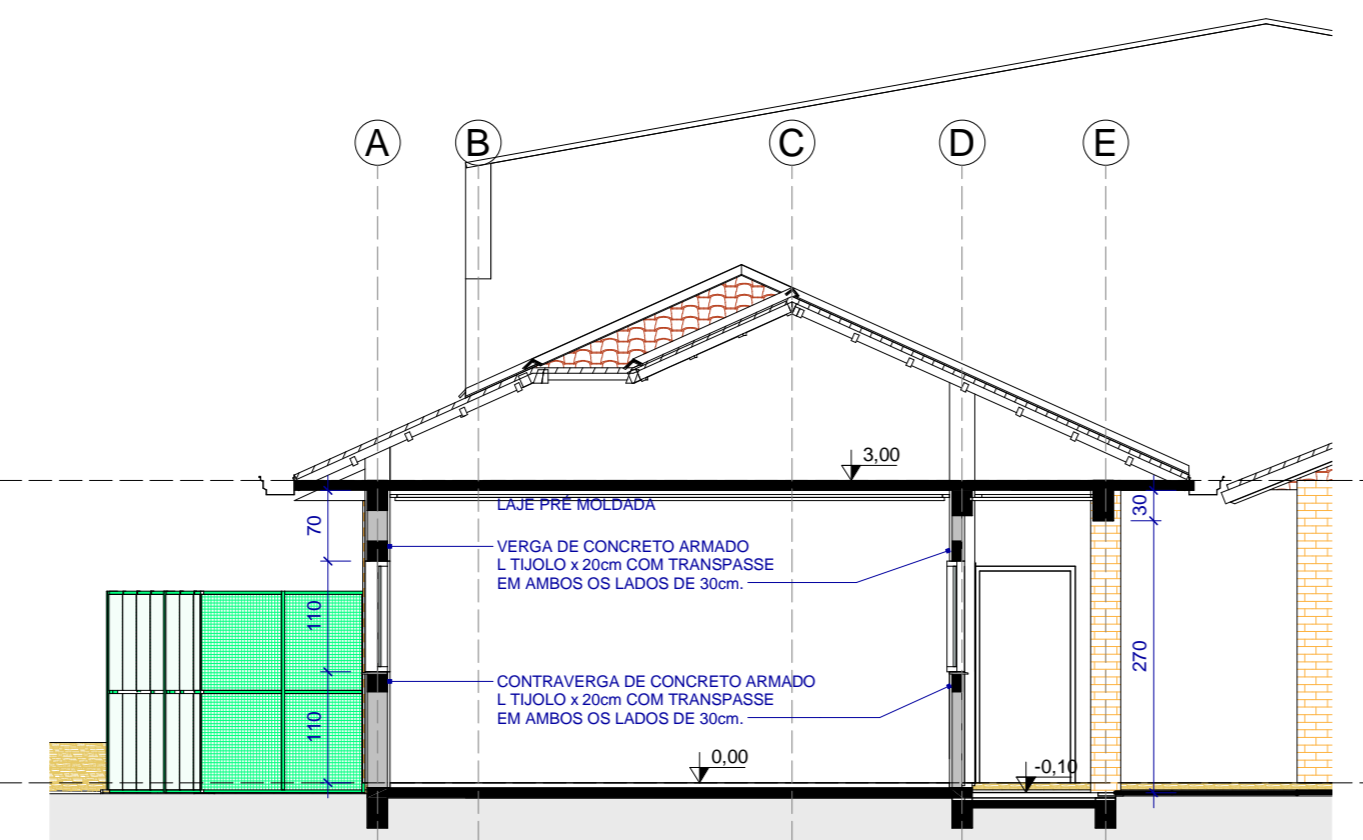 A
B
C
D
E
3,00
LAJE PRÉ MOLDADA
30
70
VERGA DE CONCRETO ARMADO
L TIJOLO x 20cm COM TRANSPASSE
EM AMBOS OS LADOS DE 30cm.
110
270
CONTRAVERGA DE CONCRETO ARMADO
L TIJOLO x 20cm COM TRANSPASSE
EM AMBOS OS LADOS DE 30cm.
110
0,00
-0,10